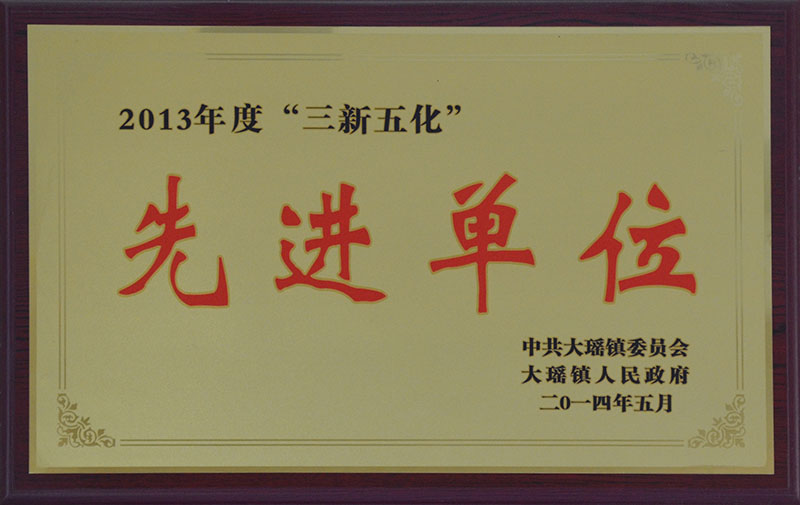 2013年度“三新五化”
先进单位
中共大瑶镇委员会
大瑶镇人民政府
二0一四年五月